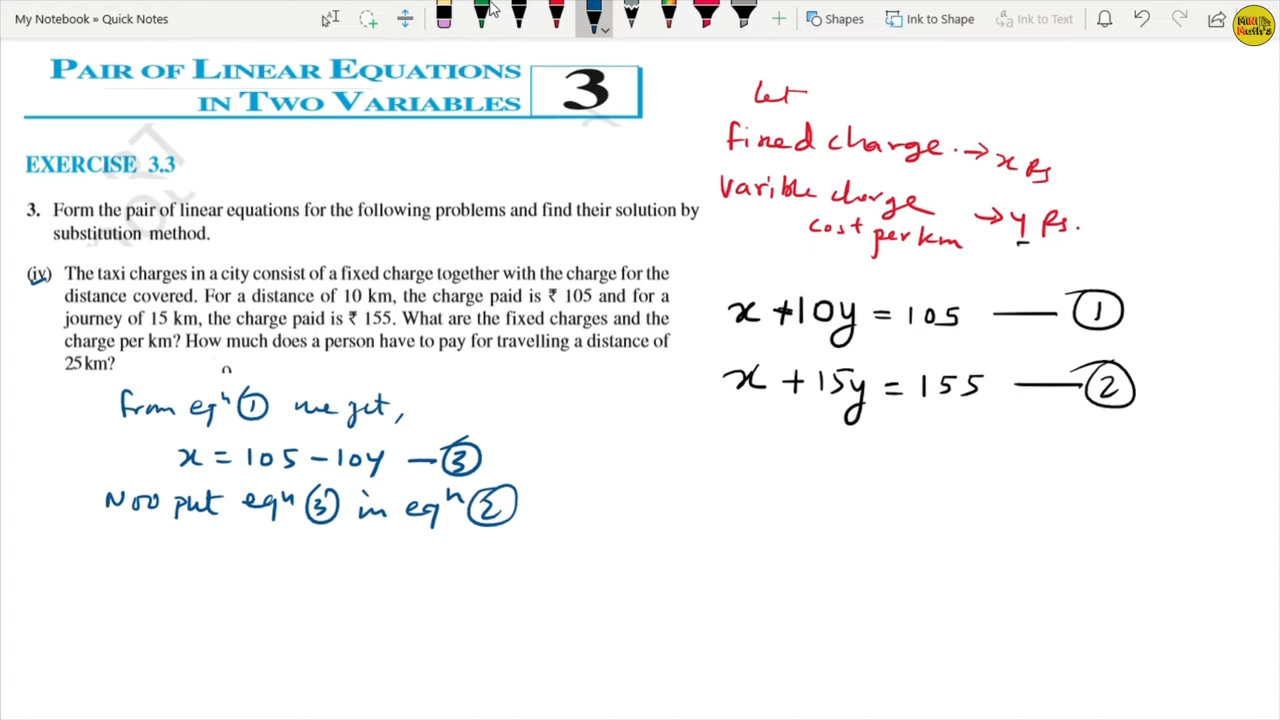 My Notebook » Quick Notes
Shapes
Ink to Shape
Ink to Text
PAIR OF LINEAR EQUATIONS
IN TWO VARIABLES
3
EXERCISE 3.3
3. Form the pair of linear equations for the following problems and find their solution by
substitution method.
(iv) The taxi charges in a city consist of a fixed charge together with the charge for the
distance covered. For a distance of 10 km, the charge paid is ₹ 105 and for a
journey of 15 km, the charge paid is ₹ 155. What are the fixed charges and the
charge per km? How much does a person have to pay for travelling a distance of
25 km?
from eqⁿ ① we get,
x = 105 - 10y — ③
Now put eqⁿ ③ in eqⁿ ②
Let
fixed charge → x Rs
varible charge
cost per km → y Rs.
x + 10y = 105 — ①
x + 15y = 155 — ②